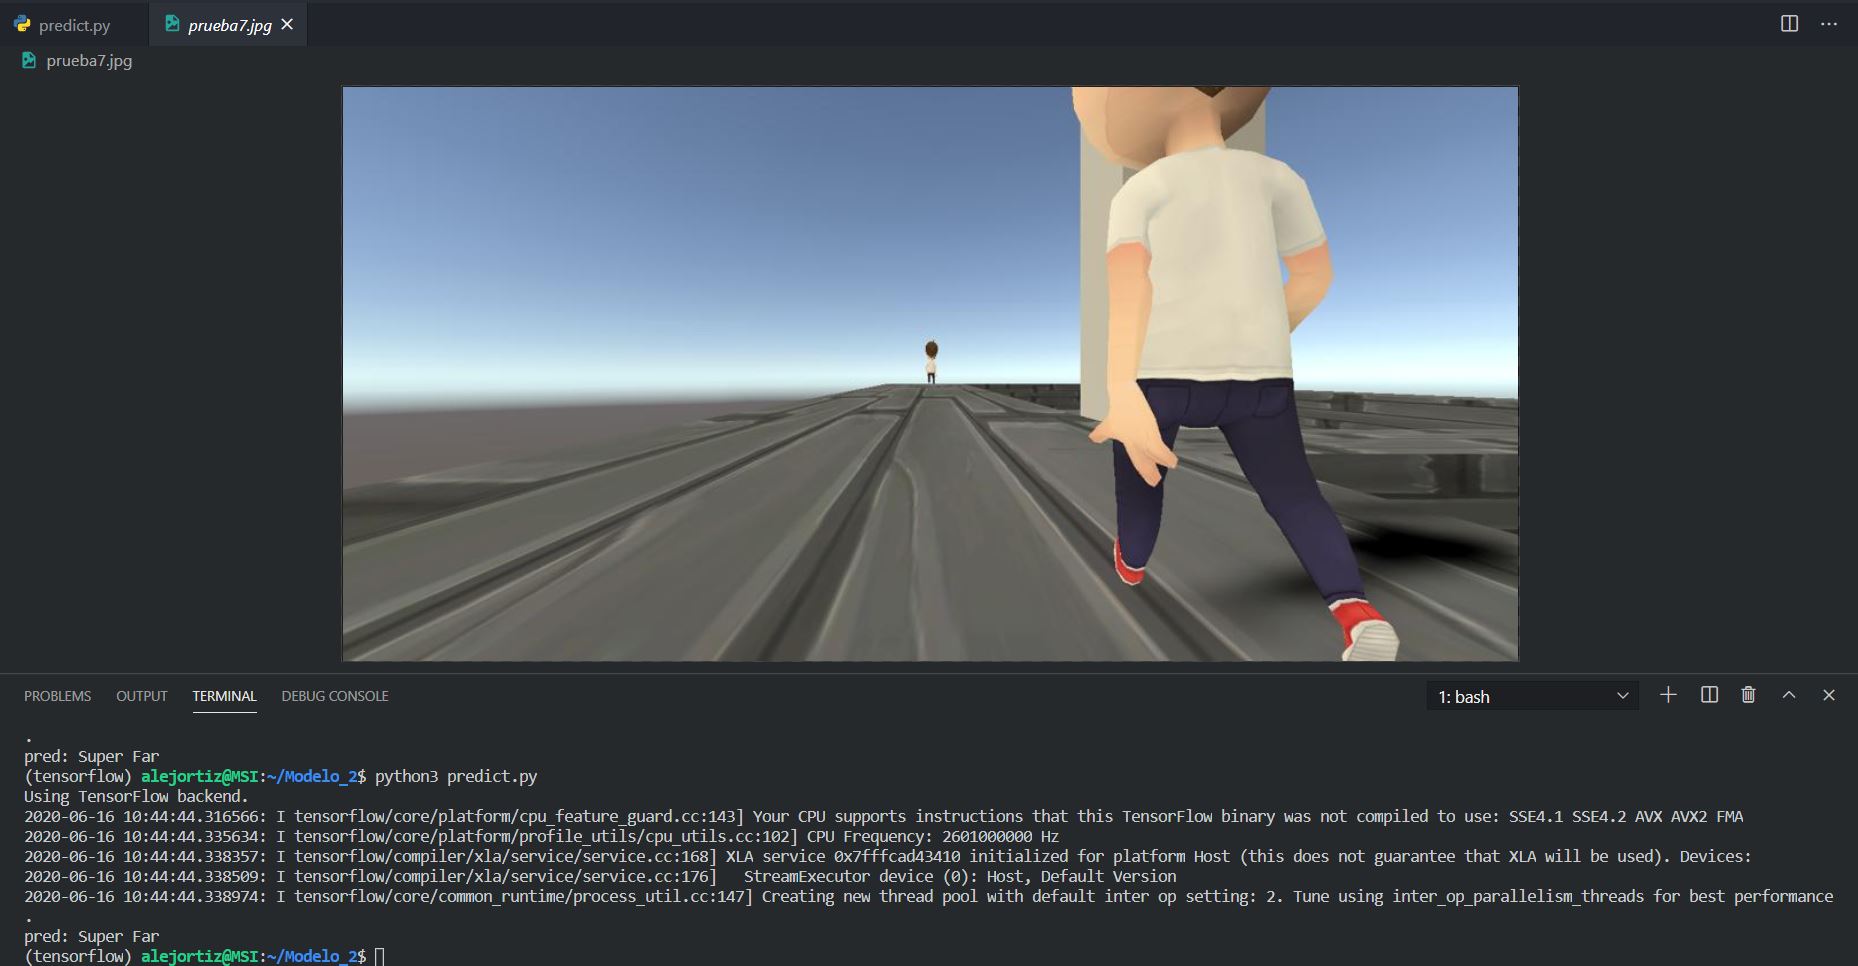 predict.py
prueba7.jpg
prueba7.jpg
PROBLEMS OUTPUT TERMINAL DEBUG CONSOLE 1: bash
.
pred: Super Far
(tensorflow) alejortiz@MSI:~/Modelo_2$ python3 predict.py
Using TensorFlow backend.
2020-06-16 10:44:44.316566: I tensorflow/core/platform/cpu_feature_guard.cc:143] Your CPU supports instructions that this TensorFlow binary was not compiled to use: SSE4.1 SSE4.2 AVX AVX2 FMA
2020-06-16 10:44:44.335634: I tensorflow/core/platform/profile_utils/cpu_utils.cc:102] CPU Frequency: 2601000000 Hz
2020-06-16 10:44:44.338357: I tensorflow/compiler/xla/service/service.cc:168] XLA service 0x7fffcad43410 initialized for platform Host (this does not guarantee that XLA will be used). Devices:
2020-06-16 10:44:44.338509: I tensorflow/compiler/xla/service/service.cc:176]   StreamExecutor device (0): Host, Default Version
2020-06-16 10:44:44.338974: I tensorflow/core/common_runtime/process_util.cc:147] Creating new thread pool with default inter op setting: 2. Tune using inter_op_parallelism_threads for best performance
.
pred: Super Far
(tensorflow) alejortiz@MSI:~/Modelo_2$